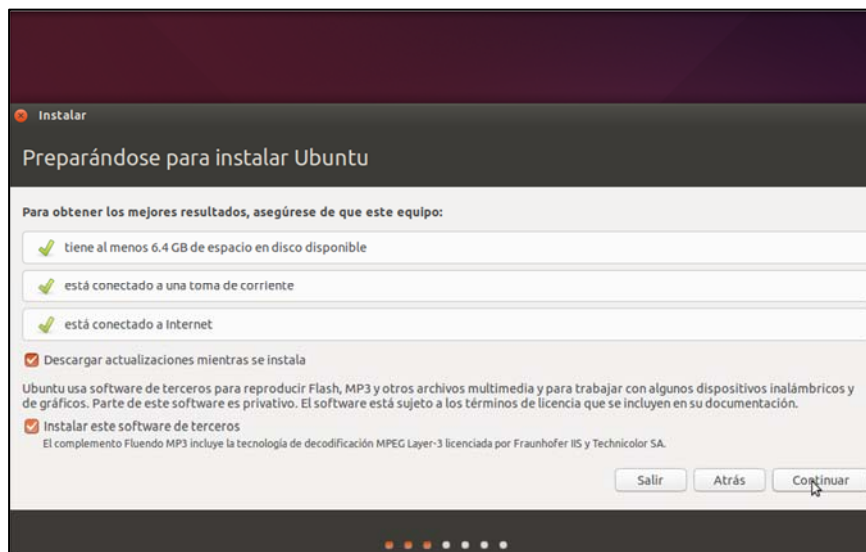 Instalar
Preparándose para instalar Ubuntu
Para obtener los mejores resultados, asegúrese de que este equipo:
tiene al menos 6.4 GB de espacio en disco disponible
está conectado a una toma de corriente
está conectado a Internet
Descargar actualizaciones mientras se instala
Ubuntu usa software de terceros para reproducir Flash, MP3 y otros archivos multimedia y para trabajar con algunos dispositivos inalámbricos y
de gráficos. Parte de este software es privativo. El software está sujeto a los términos de licencia que se incluyen en su documentación.
Instalar este software de terceros
El complemento Fluendo MP3 incluye la tecnología de decodificación MPEG Layer-3 licenciada por Fraunhofer IIS y Technicolor SA.
Salir Atrás Continuar